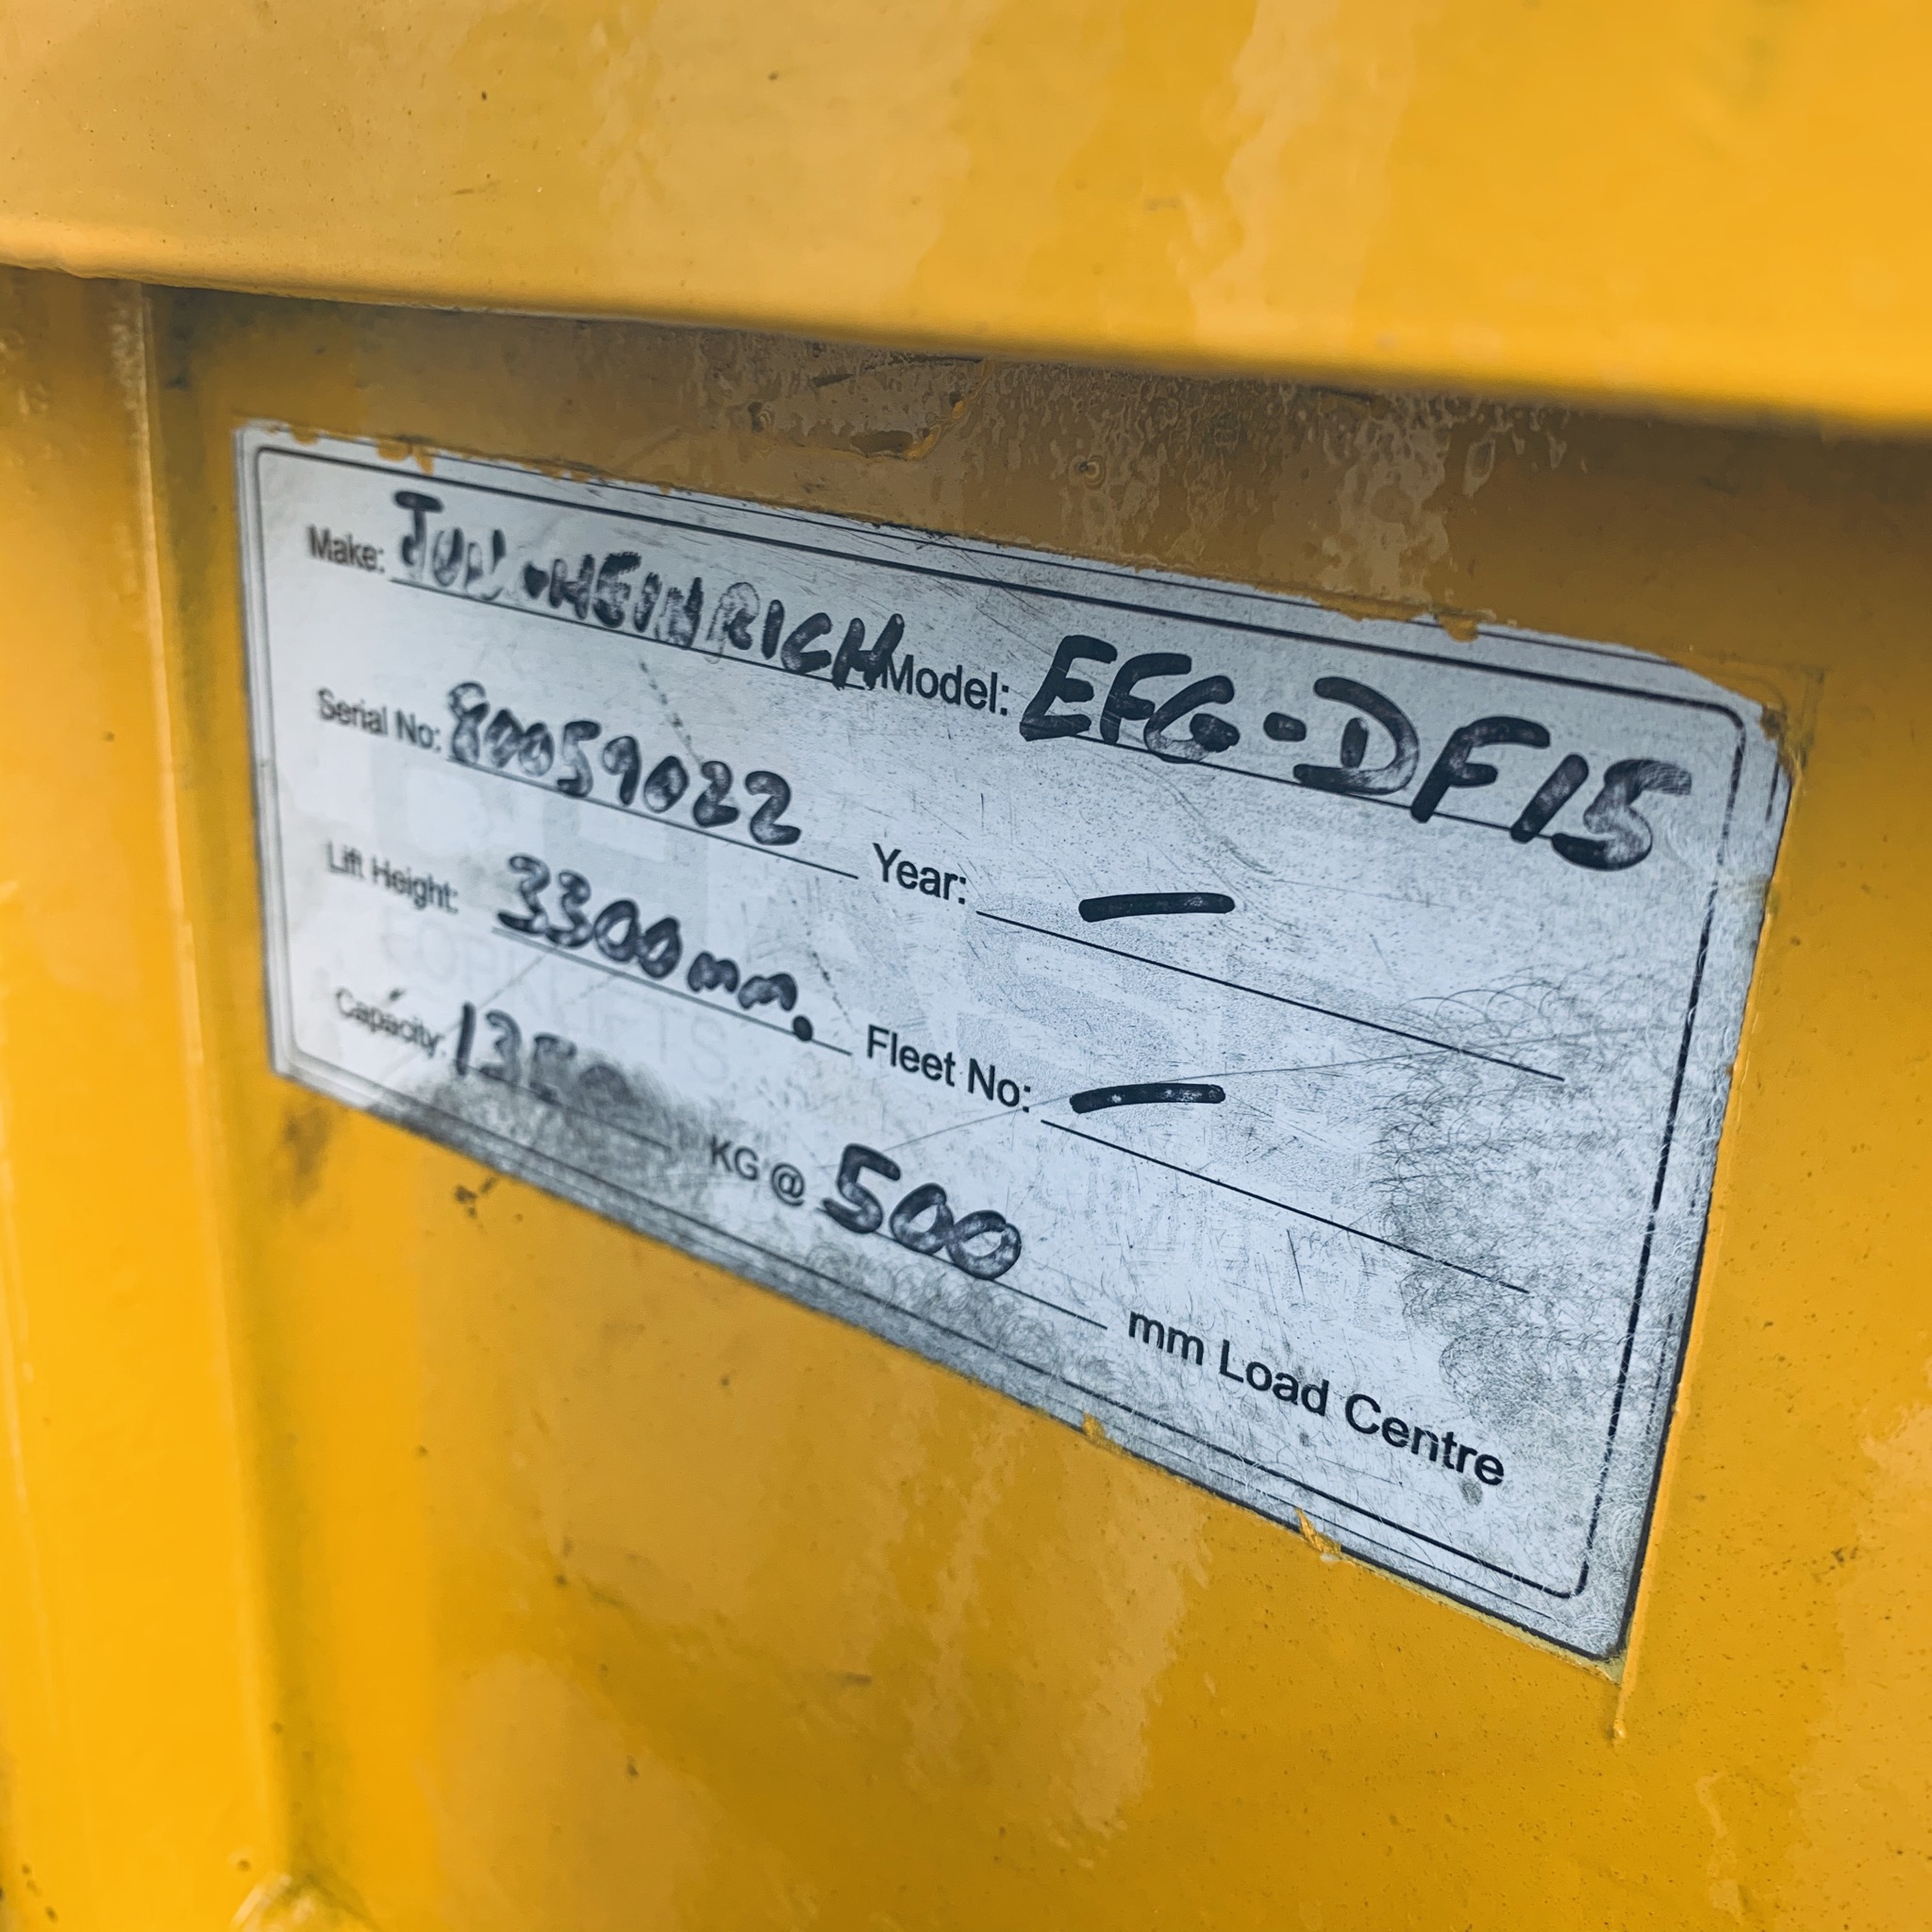 Make: JUN-HEINRICH Model: EFG-DF15
Serial No: 80059022 Year: —
Lift Height: 3300mm. Fleet No: —
Capacity: KG @ 500 mm Load Centre